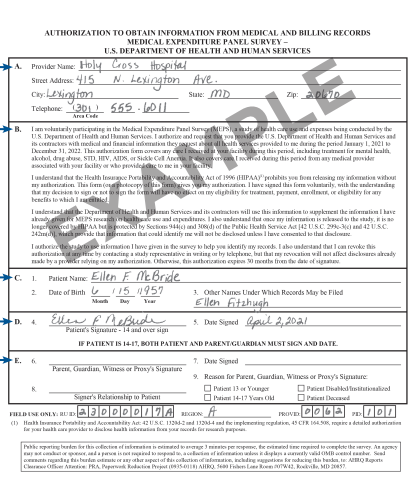 AUTHORIZATION TO OBTAIN INFORMATION FROM MEDICAL AND BILLING RECORDS
MEDICAL EXPENDITURE PANEL SURVEY –
U.S. DEPARTMENT OF HEALTH AND HUMAN SERVICES
A. Provider Name: Holy Cross Hospital
Street Address: 415 N. Lexington Ave.
City: Lexington State: MD Zip: 20670
Telephone: (301) 555-6011
Area Code
EXAMPLE
B. I am voluntarily participating in the Medical Expenditure Panel Survey (MEPS), a study of health care use and expenses being conducted by the
U.S. Department of Health and Human Services. I authorize and request that you provide the U.S. Department of Health and Human Services and
its contractors with medical and financial information they request about all health services provided to me during the period January 1, 2021 to
December 31, 2022. This authorization form covers any care I received in your facility during this period, including treatment for mental health,
alcohol, drug abuse, STD, HIV, AIDS, or Sickle Cell Anemia. It also covers care I received during this period from any medical provider
associated with your facility or who provided care to me in your facility.
I understand that the Health Insurance Portability and Accountability Act of 1996 (HIPAA)¹ prohibits you from releasing my information without
my authorization. This form (or a photocopy of this form) gives you my authorization. I have signed this form voluntarily, with the understanding
that my decision to sign or not sign the form will have no effect on my eligibility for treatment, payment, enrollment, or eligibility for any
benefits I am entitled to.
I understand that the Department of Health and Human Services and its contractors will use this information to supplement the information I have
already given MEPS researchers on health care use and expenditures. I also understand that once my information is released to the study, it is no
longer covered by HIPAA but is protected by Sections 944(c) and 308(d) of the Public Health Service Act [42 U.S.C. 299c-3(c) and 42 U.S.C.
242m(d)], which provide that information that could identify me will not be disclosed unless I have consented to that disclosure.
I authorize the study to use information I have given in the survey to help you identify my records. I also understand that I can revoke this
authorization at any time by contacting a study representative in writing or by telephone, but that my revocation will not affect disclosures already
made by a provider relying on my authorization. Otherwise, this authorization expires 30 months from the date of signature.
C. 1. Patient Name: Ellen F McBride
2. Date of Birth 6 /15 /1957
Month Day Year
3. Other Names Under Which Records may be Filed
Ellen Fitzhugh
D. 4. Ellen F McBride
Patient's Signature - 14 and over sign
5. Date Signed April 2, 2021
IF PATIENT IS 14-17, BOTH PATIENT AND PARENT/GUARDIAN MUST SIGN AND DATE.
E. 6.
Parent, Guardian, Witness or Proxy's Signature
7. Date Signed
8.
Signer's Relationship to Patient
9. Reason for Parent, Guardian, Witness or Proxy's Signature:
Patient 13 or Younger Patient Disabled/Institutionalized
Patient 14-17 Years Old Patient Deceased
FIELD USE ONLY: RU ID: 2300017A REGION: A PROVID: 0062 PID: 101
(1) Health Insurance Portability and Accountability Act: 42 U.S.C. 1320d-2 and 1320d-4 and the implementing regulation, 45 CFR 164.508, require a detailed authorization
for your health care provider to disclose health information from your records for research purposes.
Public reporting burden for this collection of information is estimated to average 3 minutes per response, the estimated time required to complete the survey. An agency
may not conduct or sponsor, and a person is not required to respond to, a collection of information unless it displays a currently valid OMB control number. Send
comments regarding this burden estimate or any other aspect of this collection of information, including suggestions for reducing this burden, to: AHRQ Reports
Clearance Officer Attention: PRA, Paperwork Reduction Project (0935-0118) AHRQ, 5600 Fishers Lane Room #07W42, Rockville, MD 20857.